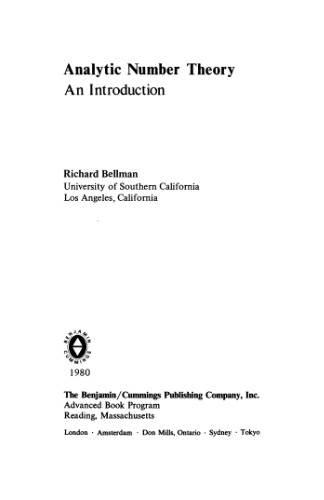 Analytic Number Theory
An Introduction
Richard Bellman
University of Southern California
Los Angeles, California
BENJAMIN
CUMMINGS
1980
The Benjamin/Cummings Publishing Company, Inc.
Advanced Book Program
Reading, Massachusetts
London · Amsterdam · Don Mills, Ontario · Sydney · Tokyo